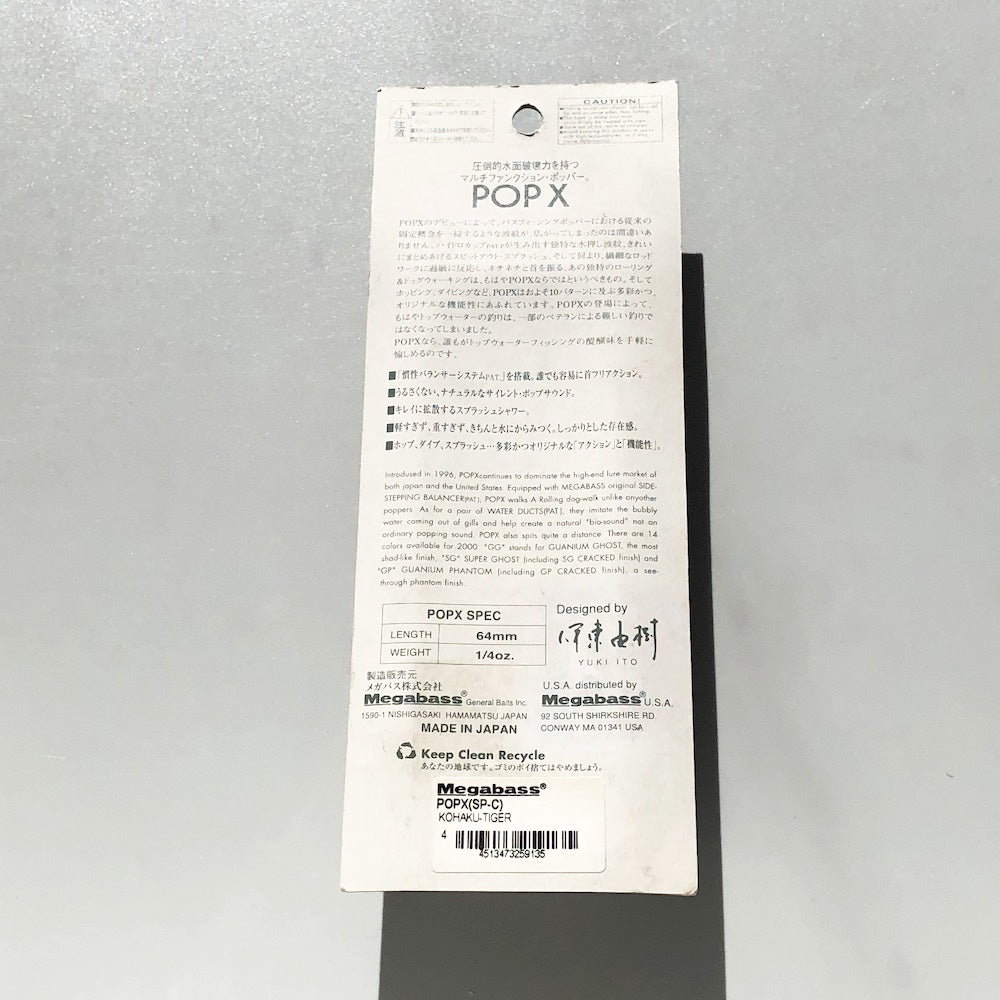 注意
CAUTION!
圧倒的水面破壊力を持つ
マルチファンクション・ポッパー。
POP X
POPXのデビューによって、バスフィッシングポッパーにおける従来の
固定概念を一掃するような波紋が、広がってしまったのは間違いあ
りません。ハイドロカップPAT.Pが生み出す独特な水押し波紋、きれい
にまとめあげるスピットアウト・スプラッシュ、そして何より、繊細なロッド
ワークに過敏に反応し、ネチネチと首を振る、あの独特のローリング
&ドッグウォーキングは、もはやPOPXならではというべきもの。そして
ホッピング、ダイビングなど、POPXはおよそ10パターンに及ぶ多彩かつ
オリジナルな機能性にあふれています。POPXの登場によって、
もはやトップウォーターの釣りは、一部のベテランによる難しい釣りで
はなくなってしまいました。
POPXなら、誰もがトップウォーターフィッシングの醍醐味を手軽に
愉しめるのです。
■「慣性バランサーシステムPAT.」を搭載。誰でも容易に首フリアクション。
■うるさくない、ナチュラルなサイレント・ポップサウンド。
■キレイに拡散するスプラッシュシャワー。
■軽すぎず、重すぎず、きちんと水にからみつく。しっかりとした存在感。
■ホップ、ダイブ、スプラッシュ…多彩かつオリジナルな「アクション」と「機能性」。
Introdused in 1996, POPXcontinues to dominate the high-end lure market of
both japan and the United States. Equipped with MEGABASS original SIDE-
STEPPING BALANCER(PAT.), POPX walks A Rolling dog-walk unlike anyother
poppers. As for a pair of WATER DUCTS(PAT.), they imitate the bubbly
water coming out of gills and help create a natural "bio-sound" not an
ordinary popping sound. POPX also spits quite a distance. There are 14
colors available for 2000. "GG" stands for GUANIUM GHOST, the most
shad-like finish, "SG" SUPER GHOST (including SG CRACKED finish) and
"GP" GUANIUM PHANTOM (including GP CRACKED finish), a see-
through phantom finish.
POPX SPEC
LENGTH 64mm
WEIGHT 1/4oz.
Designed by
伊東由樹
YUKI ITO
製造販売元
メガバス株式会社
Megabass® General Baits Inc.
1590-1 NISHIGASAKI HAMAMATSU JAPAN
MADE IN JAPAN
U.S.A. distributed by
Megabass® U.S.A.
92 SOUTH SHIRKSHIRE RD.
CONWAY MA 01341 USA
Keep Clean Recycle
あなたの地球です。ゴミのポイ捨てはやめましょう。
Megabass®
POPX(SP-C)
KOHAKU-TIGER
4
4513473259135